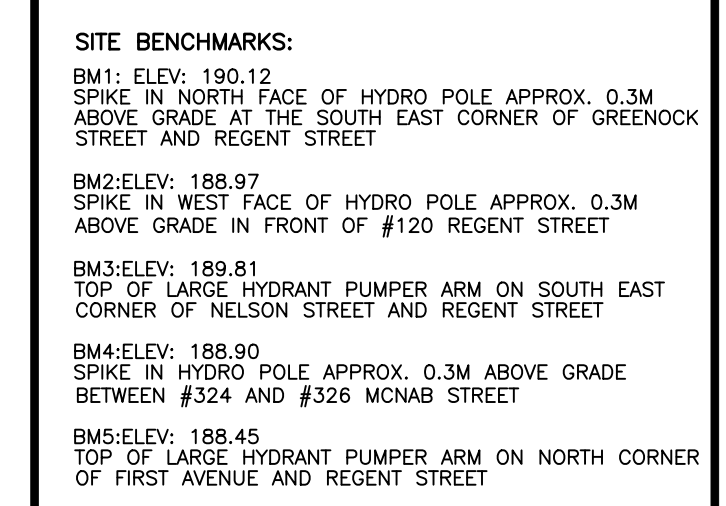 SITE BENCHMARKS:
BM1: ELEV: 190.12
SPIKE IN NORTH FACE OF HYDRO POLE APPROX. 0.3M
ABOVE GRADE AT THE SOUTH EAST CORNER OF GREENOCK
STREET AND REGENT STREET
BM2:ELEV: 188.97
SPIKE IN WEST FACE OF HYDRO POLE APPROX. 0.3M
ABOVE GRADE IN FRONT OF #120 REGENT STREET
BM3:ELEV: 189.81
TOP OF LARGE HYDRANT PUMPER ARM ON SOUTH EAST
CORNER OF NELSON STREET AND REGENT STREET
BM4:ELEV: 188.90
SPIKE IN HYDRO POLE APPROX. 0.3M ABOVE GRADE
BETWEEN #324 AND #326 MCNAB STREET
BM5:ELEV: 188.45
TOP OF LARGE HYDRANT PUMPER ARM ON NORTH CORNER
OF FIRST AVENUE AND REGENT STREET